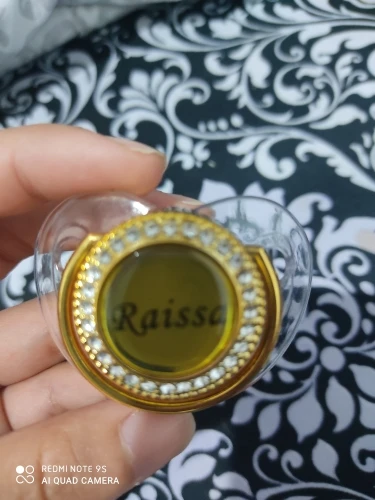 Raissa
REDMI NOTE 9S
AI QUAD CAMERA